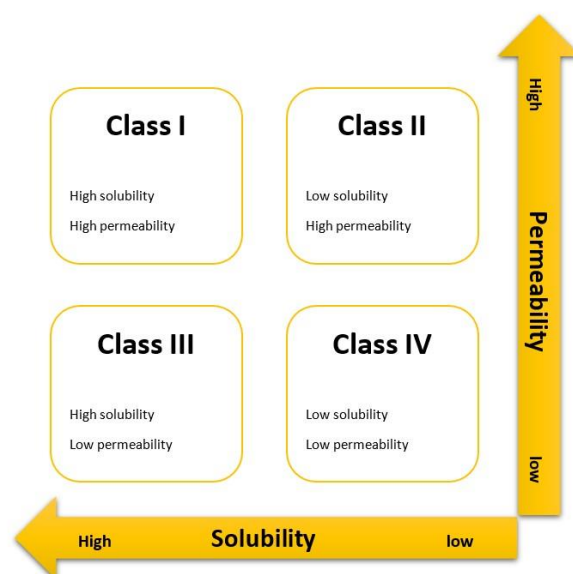 Class I
High solubility
High permeability
Class II
Low solubility
High permeability
Class III
High solubility
Low permeability
Class IV
Low solubility
Low permeability
High
Permeability
low
High Solubility low